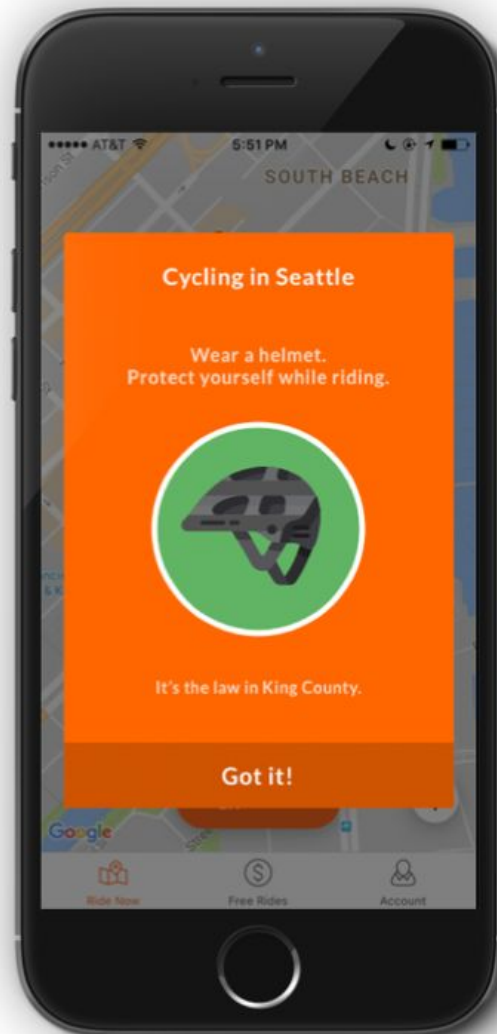 AT&T 5:51 PM
SOUTH BEACH
Cycling in Seattle
Wear a helmet.
Protect yourself while riding.
It's the law in King County.
Got it!
Google
Ride Now Free Rides Account